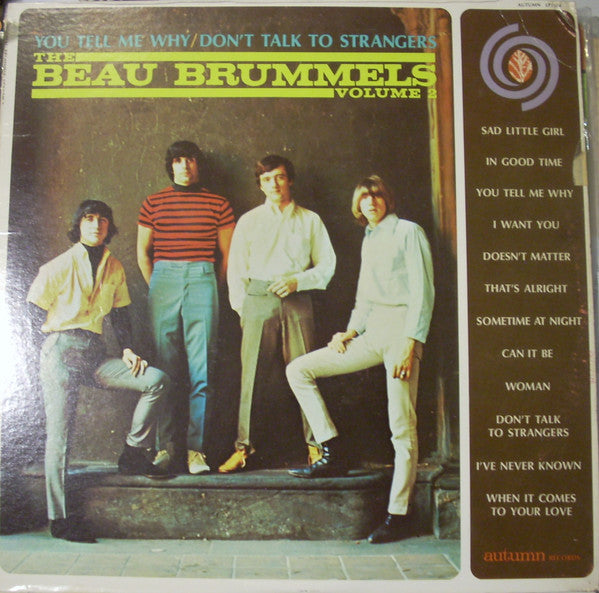 AUTUMN LP 104
YOU TELL ME WHY/DON'T TALK TO STRANGERS
THE
BEAU BRUMMELS
VOLUME 2
SAD LITTLE GIRL
IN GOOD TIME
YOU TELL ME WHY
I WANT YOU
DOESN'T MATTER
THAT'S ALRIGHT
SOMETIME AT NIGHT
CAN IT BE
WOMAN
DON'T TALK
TO STRANGERS
I'VE NEVER KNOWN
WHEN IT COMES
TO YOUR LOVE
autumn RECORDS